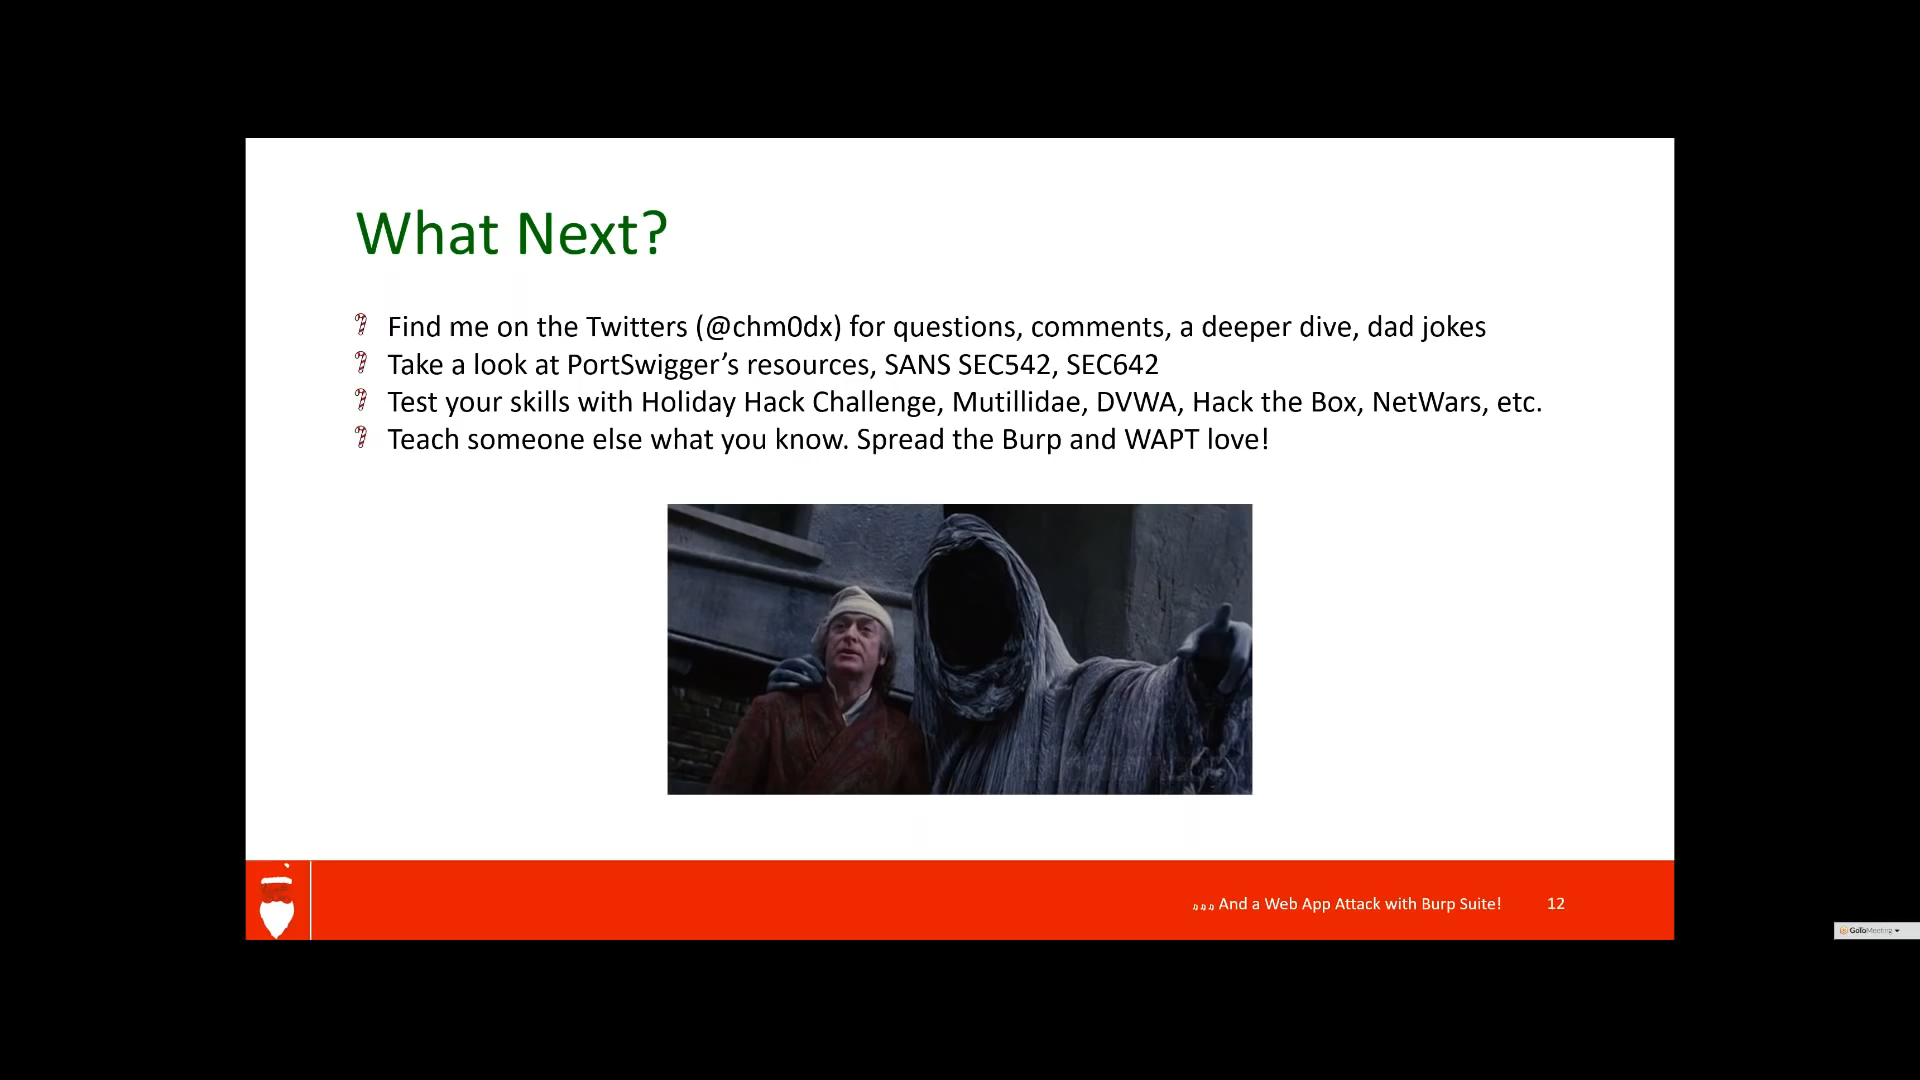 What Next?
Find me on the Twitters (@chm0dx) for questions, comments, a deeper dive, dad jokes
Take a look at PortSwigger’s resources, SANS SEC542, SEC642
Test your skills with Holiday Hack Challenge, Mutillidae, DVWA, Hack the Box, NetWars, etc.
Teach someone else what you know. Spread the Burp and WAPT love!
♫♫♫ And a Web App Attack with Burp Suite! 12
GoToMeeting